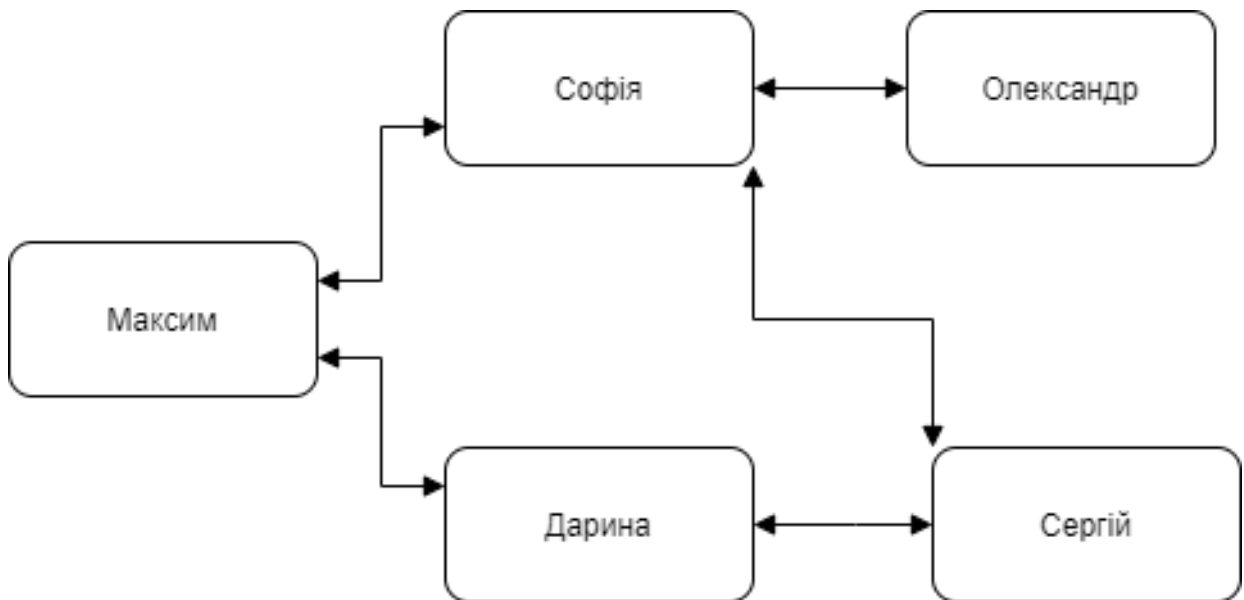 Софія
Олександр
Максим
Дарина
Сергій